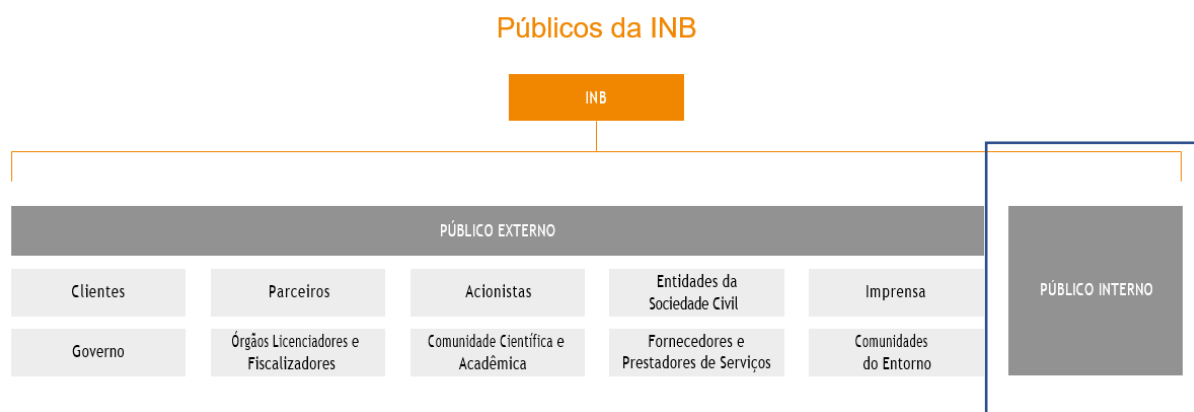 Públicos da INB
INB
PÚBLICO EXTERNO
PÚBLICO INTERNO
Clientes
Parceiros
Acionistas
Entidades da
Sociedade Civil
Imprensa
Governo
Órgãos Licenciadores e
Fiscalizadores
Comunidade Científica e
Acadêmica
Fornecedores e
Prestadores de Serviços
Comunidades
do Entorno